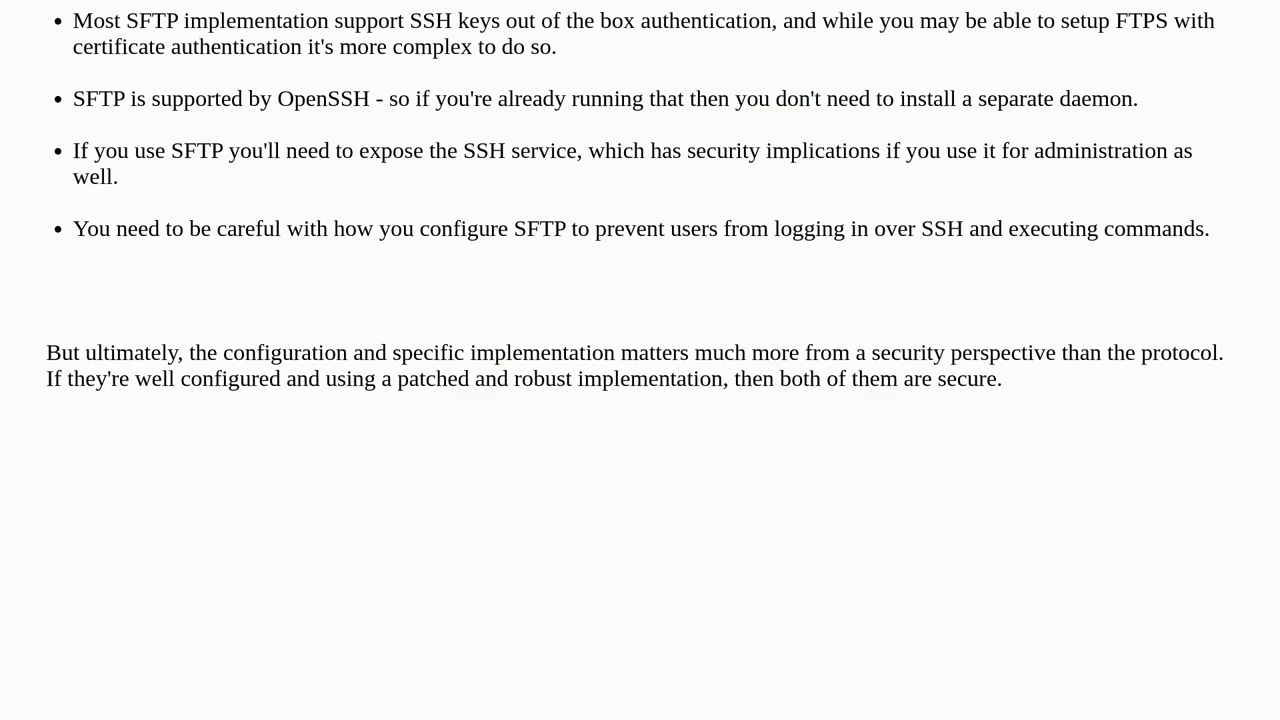 Most SFTP implementation support SSH keys out of the box authentication, and while you may be able to setup FTPS with
certificate authentication it's more complex to do so.
SFTP is supported by OpenSSH - so if you're already running that then you don't need to install a separate daemon.
If you use SFTP you'll need to expose the SSH service, which has security implications if you use it for administration as
well.
You need to be careful with how you configure SFTP to prevent users from logging in over SSH and executing commands.
But ultimately, the configuration and specific implementation matters much more from a security perspective than the protocol.
If they're well configured and using a patched and robust implementation, then both of them are secure.